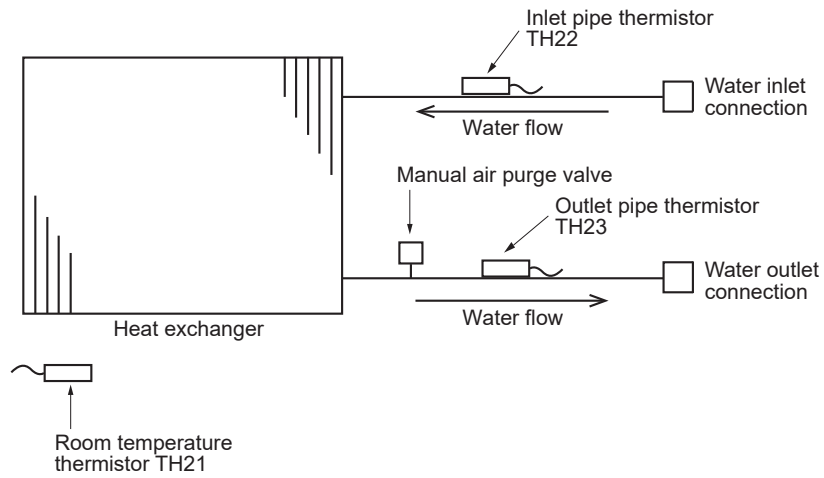 Inlet pipe thermistor
TH22
Water inlet
connection
Water flow
Manual air purge valve
Outlet pipe thermistor
TH23
Water outlet
connection
Water flow
Heat exchanger
Room temperature
thermistor TH21